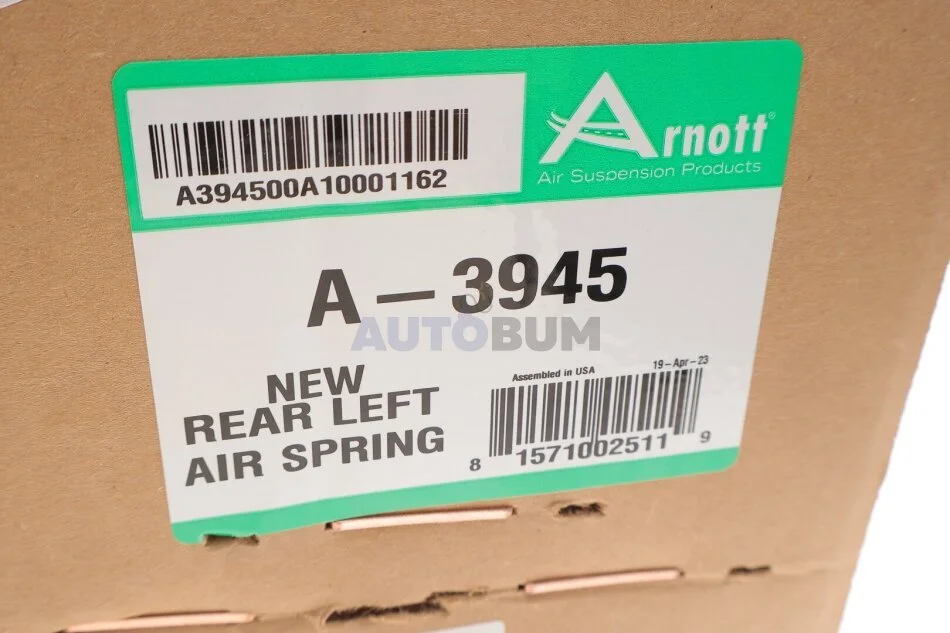 A394500A10001162
Arnott®
Air Suspension Products
A – 3945
AUTOBUM
NEW
REAR LEFT
AIR SPRING
Assembled in USA
19-Apr-23
8 1571002511 9